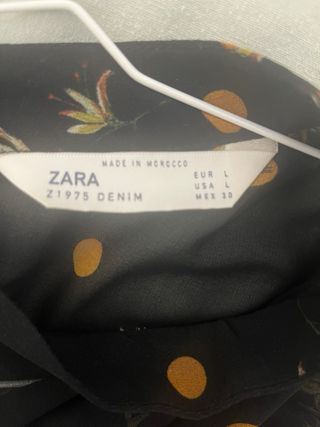 MADE IN MOROCCO
ZARA
Z1975 DENIM
EUR L
USA L
MEX 30